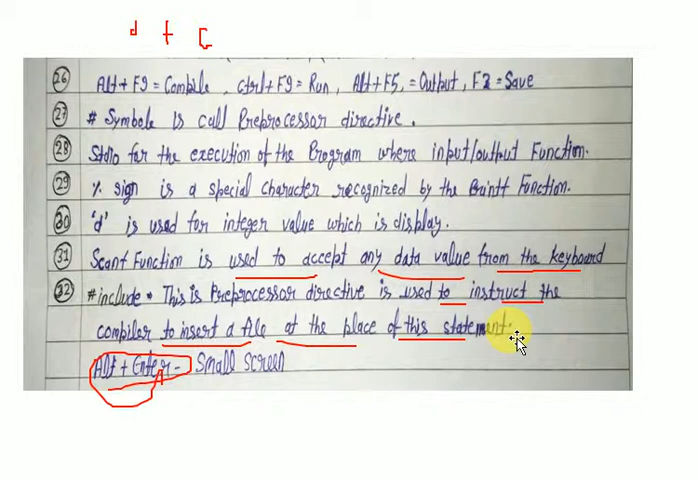 d f C
26 Alt + F9 = Compile, ctrl + F9 = Run, Alt + F5, = Output, F2 = Save
27 # Symbole is call Preprocessor directive.
28 Stdio for the execution of the Program where input/output Function.
29 % sign is a special character recognized by the Printf Function.
30 'd' is used for integer value which is display.
31 Scanf Function is used to accept any data value from the keyboard
32 #include • This is Preprocessor directive is used to instruct the
compiler to insert a file at the place of this statement.
Alt + Enter - Small Screen